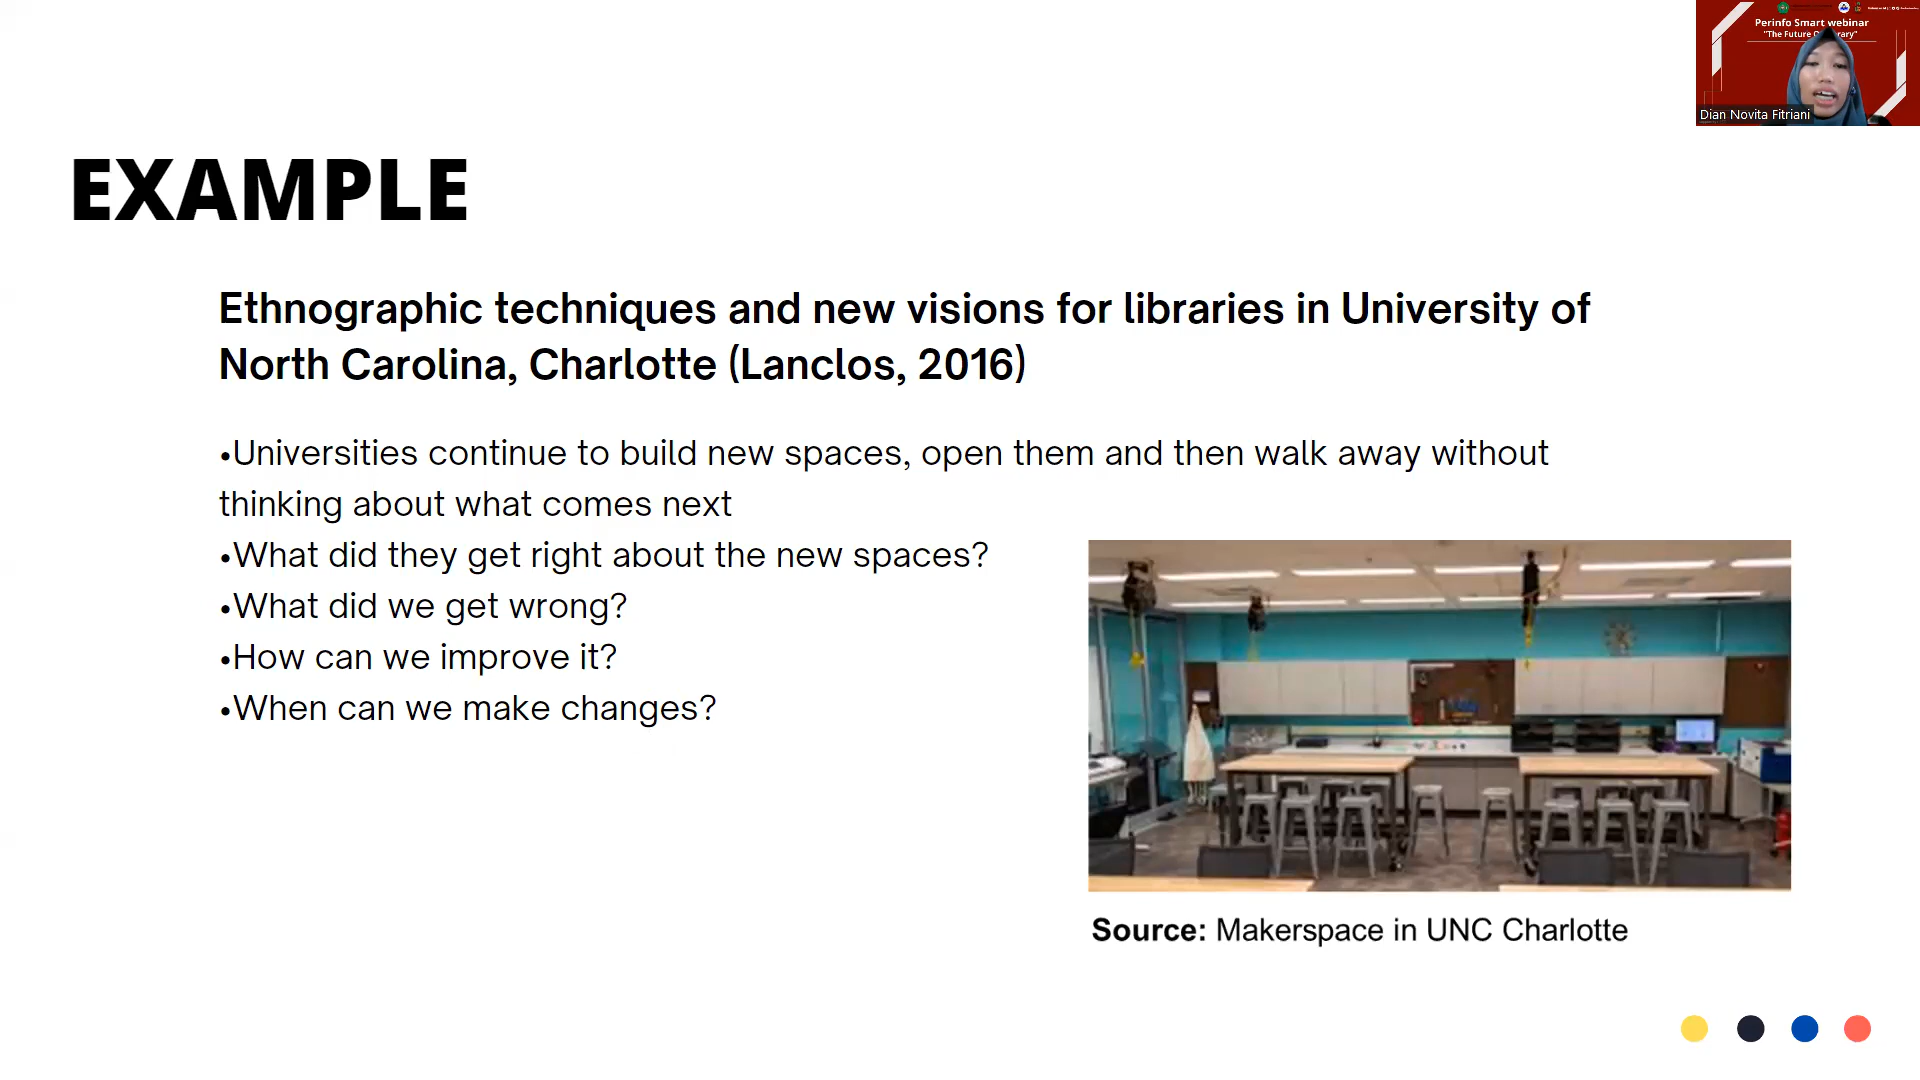 Perinfo Smart webinar
"The Future O rary"
Dian Novita Fitriani
EXAMPLE
Ethnographic techniques and new visions for libraries in University of
North Carolina, Charlotte (Lanclos, 2016)
•Universities continue to build new spaces, open them and then walk away without
thinking about what comes next
•What did they get right about the new spaces?
•What did we get wrong?
•How can we improve it?
•When can we make changes?
Source: Makerspace in UNC Charlotte